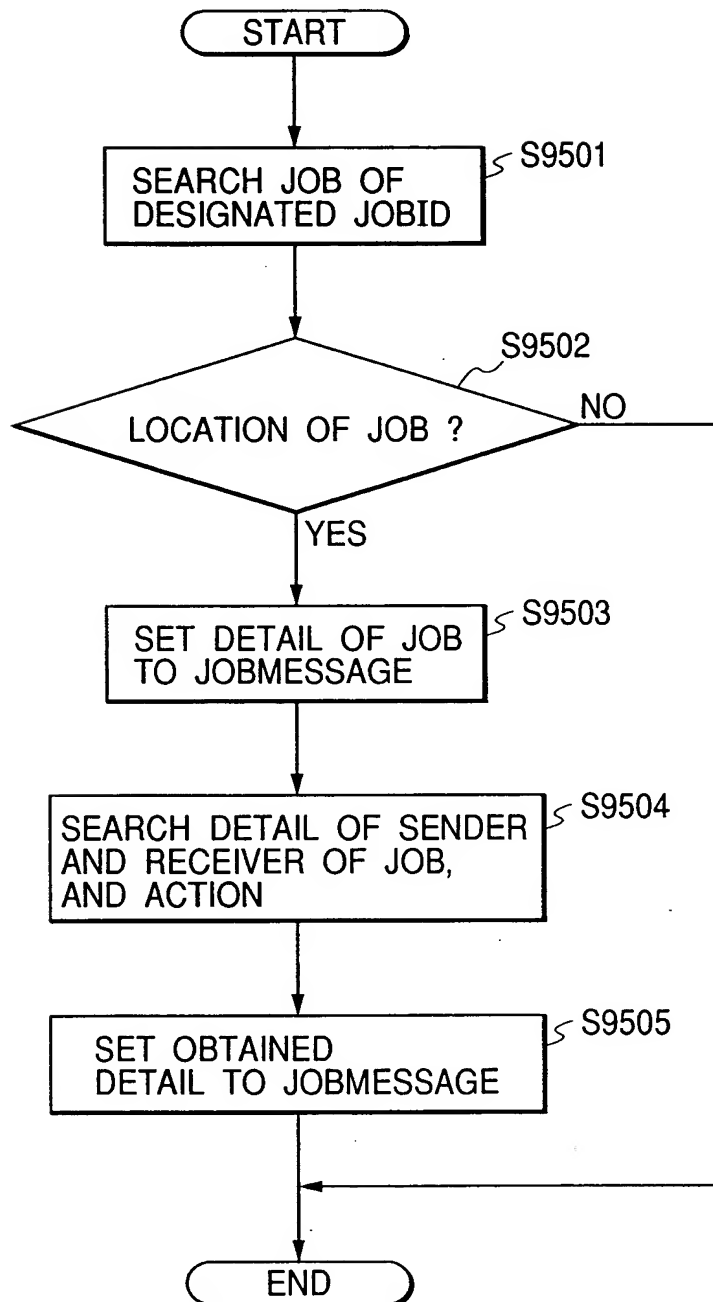 START
S9501
SEARCH JOB OF
DESIGNATED JOBID
S9502
LOCATION OF JOB ?
NO
YES
S9503
SET DETAIL OF JOB
TO JOBMESSAGE
S9504
SEARCH DETAIL OF SENDER
AND RECEIVER OF JOB,
AND ACTION
S9505
SET OBTAINED
DETAIL TO JOBMESSAGE
END